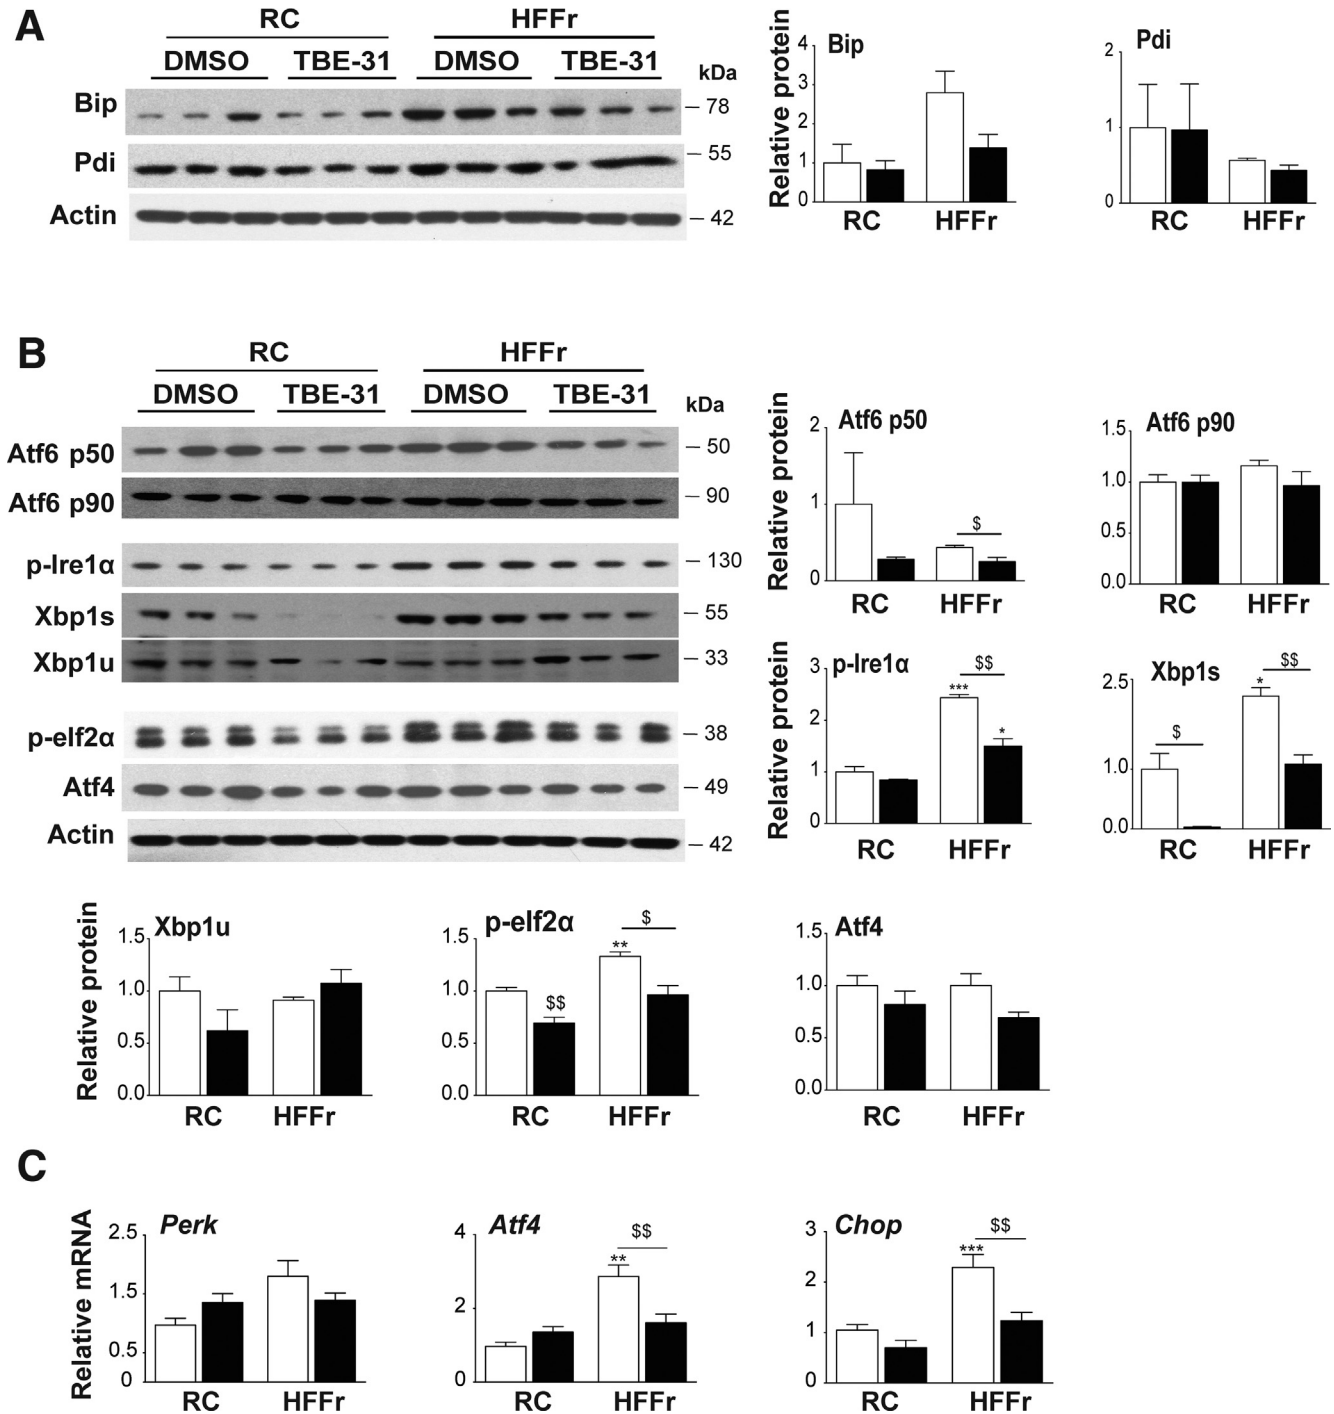 A
RC HFFr
DMSO TBE-31 DMSO TBE-31
kDa
Bip 78
Pdi 55
Actin 42
Relative protein
Bip
4
3
2
1
0
RC HFFr
Pdi
2
1
0
RC HFFr
B
RC HFFr
DMSO TBE-31 DMSO TBE-31
kDa
Atf6 p50 50
Atf6 p90 90
p-Ire1α 130
Xbp1s 55
Xbp1u 33
p-eIf2α 38
Atf4 49
Actin 42
Relative protein
Atf6 p50
2
1
0
$
RC HFFr
Atf6 p90
1.5
1.0
0.5
0.0
RC HFFr
Relative protein
p-Ire1α
3
2
1
0
$$
***
*
RC HFFr
Xbp1s
2.5
1.0
0.0
$
$$
*
RC HFFr
Relative protein
Xbp1u
1.5
1.0
0.5
0.0
RC HFFr
p-eIf2α
1.5
1.0
0.5
0.0
$$
$
**
RC HFFr
Atf4
1.5
1.0
0.5
0.0
RC HFFr
C
Relative mRNA
Perk
2.5
1.5
0.5
0
RC HFFr
Atf4
4
2
0
$$
**
RC HFFr
Chop
3
2
1
0
$$
***
RC HFFr